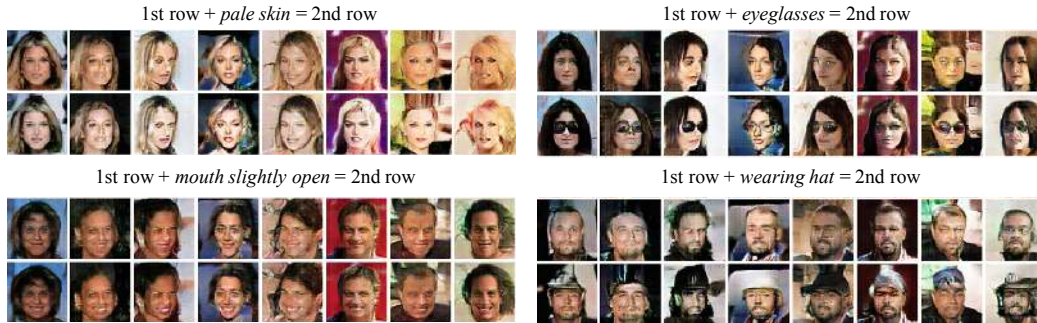 1st row + pale skin = 2nd row
1st row + eyeglasses = 2nd row
1st row + mouth slightly open = 2nd row
1st row + wearing hat = 2nd row